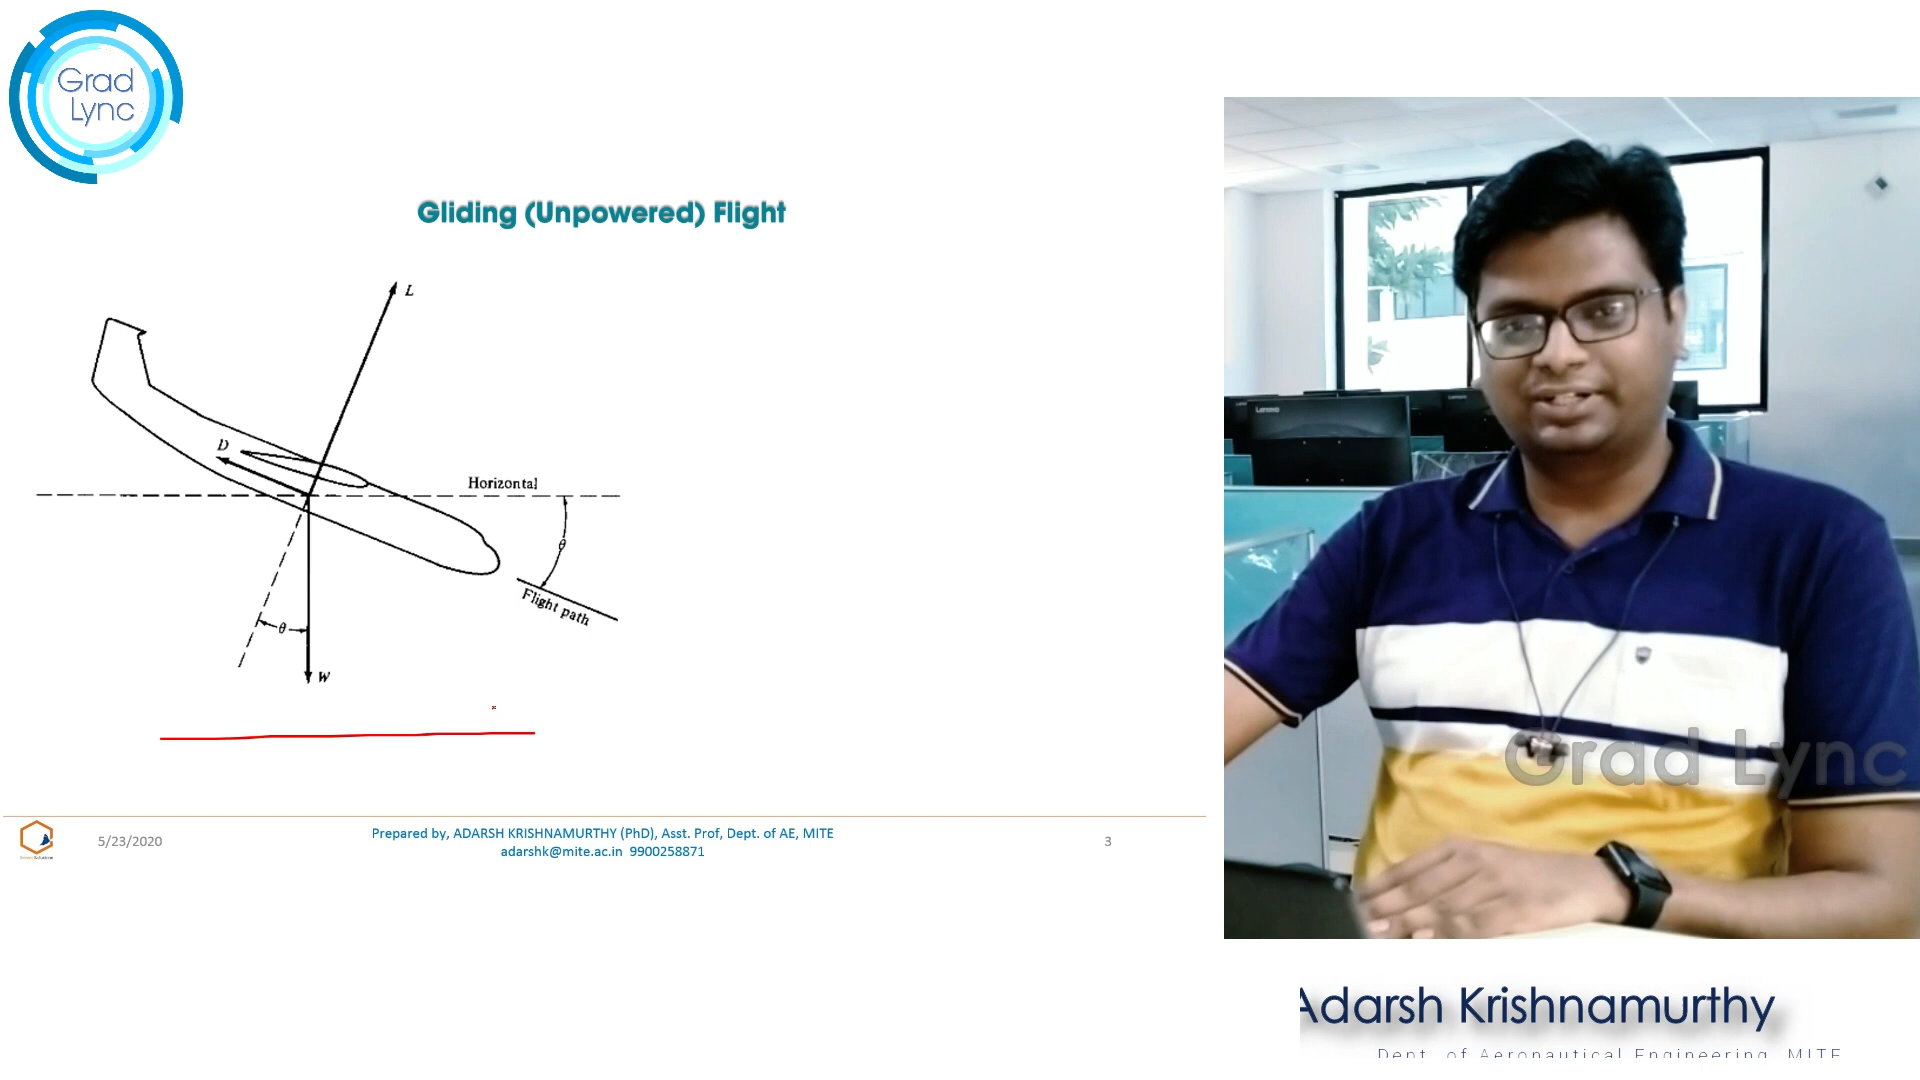 Grad
Lync
Gliding (Unpowered) Flight
L
D
Horizontal
θ
Flight path
θ
W
Lenovo
Grad Lync
5/23/2020
Prepared by, ADARSH KRISHNAMURTHY (PhD), Asst. Prof, Dept. of AE, MITE
adarshk@mite.ac.in 9900258871
3
Adarsh Krishnamurthy
Dept. of Aeronautical Engineering, MITE